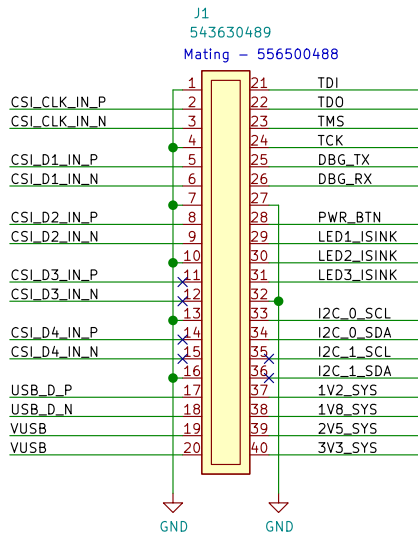 J1
543630489
Mating - 556500488
1 21 TDI
CSI_CLK_IN_P 2 22 TDO
CSI_CLK_IN_N 3 23 TMS
4 24 TCK
CSI_D1_IN_P 5 25 DBG_TX
CSI_D1_IN_N 6 26 DBG_RX
7 27
CSI_D2_IN_P 8 28 PWR_BTN
CSI_D2_IN_N 9 29 LED1_ISINK
10 30 LED2_ISINK
CSI_D3_IN_P 11 31 LED3_ISINK
CSI_D3_IN_N 12 32
13 33 I2C_0_SCL
CSI_D4_IN_P 14 34 I2C_0_SDA
CSI_D4_IN_N 15 35 I2C_1_SCL
16 36 I2C_1_SDA
USB_D_P 17 37 1V2_SYS
USB_D_N 18 38 1V8_SYS
VUSB 19 39 2V5_SYS
VUSB 20 40 3V3_SYS
GND GND